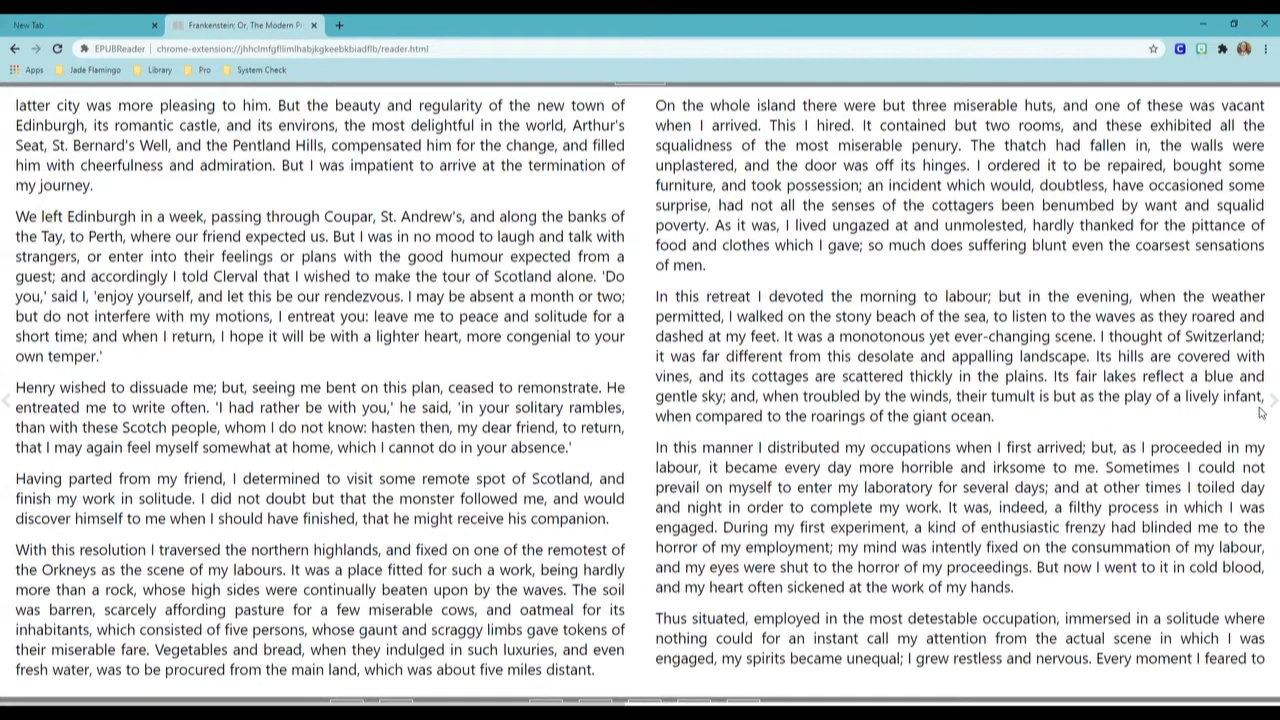 New Tab
Frankenstein; Or, The Modern Pr
EPUBReader
chrome-extension://jhhclmfgfllimlhabjkgkeebkbiadflb/reader.html
Apps
Jade Flamingo
Library
Pro
System Check
latter city was more pleasing to him. But the beauty and regularity of the new town of
Edinburgh, its romantic castle, and its environs, the most delightful in the world, Arthur's
Seat, St. Bernard's Well, and the Pentland Hills, compensated him for the change, and filled
him with cheerfulness and admiration. But I was impatient to arrive at the termination of
my journey.
We left Edinburgh in a week, passing through Coupar, St. Andrew's, and along the banks of
the Tay, to Perth, where our friend expected us. But I was in no mood to laugh and talk with
strangers, or enter into their feelings or plans with the good humour expected from a
guest; and accordingly I told Clerval that I wished to make the tour of Scotland alone. 'Do
you,' said I, 'enjoy yourself, and let this be our rendezvous. I may be absent a month or two;
but do not interfere with my motions, I entreat you: leave me to peace and solitude for a
short time; and when I return, I hope it will be with a lighter heart, more congenial to your
own temper.'
Henry wished to dissuade me; but, seeing me bent on this plan, ceased to remonstrate. He
entreated me to write often. 'I had rather be with you,' he said, 'in your solitary rambles,
than with these Scotch people, whom I do not know: hasten then, my dear friend, to return,
that I may again feel myself somewhat at home, which I cannot do in your absence.'
Having parted from my friend, I determined to visit some remote spot of Scotland, and
finish my work in solitude. I did not doubt but that the monster followed me, and would
discover himself to me when I should have finished, that he might receive his companion.
With this resolution I traversed the northern highlands, and fixed on one of the remotest of
the Orkneys as the scene of my labours. It was a place fitted for such a work, being hardly
more than a rock, whose high sides were continually beaten upon by the waves. The soil
was barren, scarcely affording pasture for a few miserable cows, and oatmeal for its
inhabitants, which consisted of five persons, whose gaunt and scraggy limbs gave tokens of
their miserable fare. Vegetables and bread, when they indulged in such luxuries, and even
fresh water, was to be procured from the main land, which was about five miles distant.
On the whole island there were but three miserable huts, and one of these was vacant
when I arrived. This I hired. It contained but two rooms, and these exhibited all the
squalidness of the most miserable penury. The thatch had fallen in, the walls were
unplastered, and the door was off its hinges. I ordered it to be repaired, bought some
furniture, and took possession; an incident which would, doubtless, have occasioned some
surprise, had not all the senses of the cottagers been benumbed by want and squalid
poverty. As it was, I lived ungazed at and unmolested, hardly thanked for the pittance of
food and clothes which I gave; so much does suffering blunt even the coarsest sensations
of men.
In this retreat I devoted the morning to labour; but in the evening, when the weather
permitted, I walked on the stony beach of the sea, to listen to the waves as they roared and
dashed at my feet. It was a monotonous yet ever-changing scene. I thought of Switzerland;
it was far different from this desolate and appalling landscape. Its hills are covered with
vines, and its cottages are scattered thickly in the plains. Its fair lakes reflect a blue and
gentle sky; and, when troubled by the winds, their tumult is but as the play of a lively infant,
when compared to the roarings of the giant ocean.
In this manner I distributed my occupations when I first arrived; but, as I proceeded in my
labour, it became every day more horrible and irksome to me. Sometimes I could not
prevail on myself to enter my laboratory for several days; and at other times I toiled day
and night in order to complete my work. It was, indeed, a filthy process in which I was
engaged. During my first experiment, a kind of enthusiastic frenzy had blinded me to the
horror of my employment; my mind was intently fixed on the consummation of my labour,
and my eyes were shut to the horror of my proceedings. But now I went to it in cold blood,
and my heart often sickened at the work of my hands.
Thus situated, employed in the most detestable occupation, immersed in a solitude where
nothing could for an instant call my attention from the actual scene in which I was
engaged, my spirits became unequal; I grew restless and nervous. Every moment I feared to